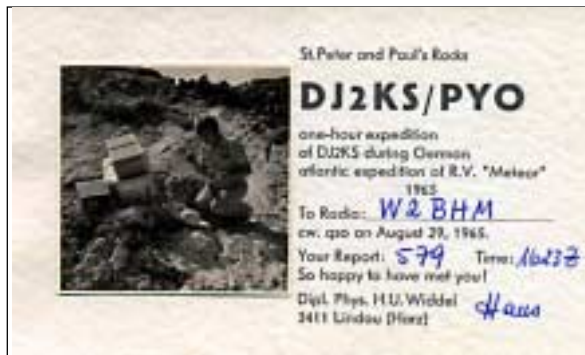 St. Peter and Paul's Rocks
DJ2KS/PYO
one-hour expedition
of DJ2KS during German
atlantic expedition of R.V. "Meteor"
1965
To Radio: W2BHM
cw. qso on August 29, 1965.
Your Report: 579 Time: 1623Z
So happy to have met you!
Dipl. Phys. H.U. Widdel Hans
3411 Lindau (Harz)